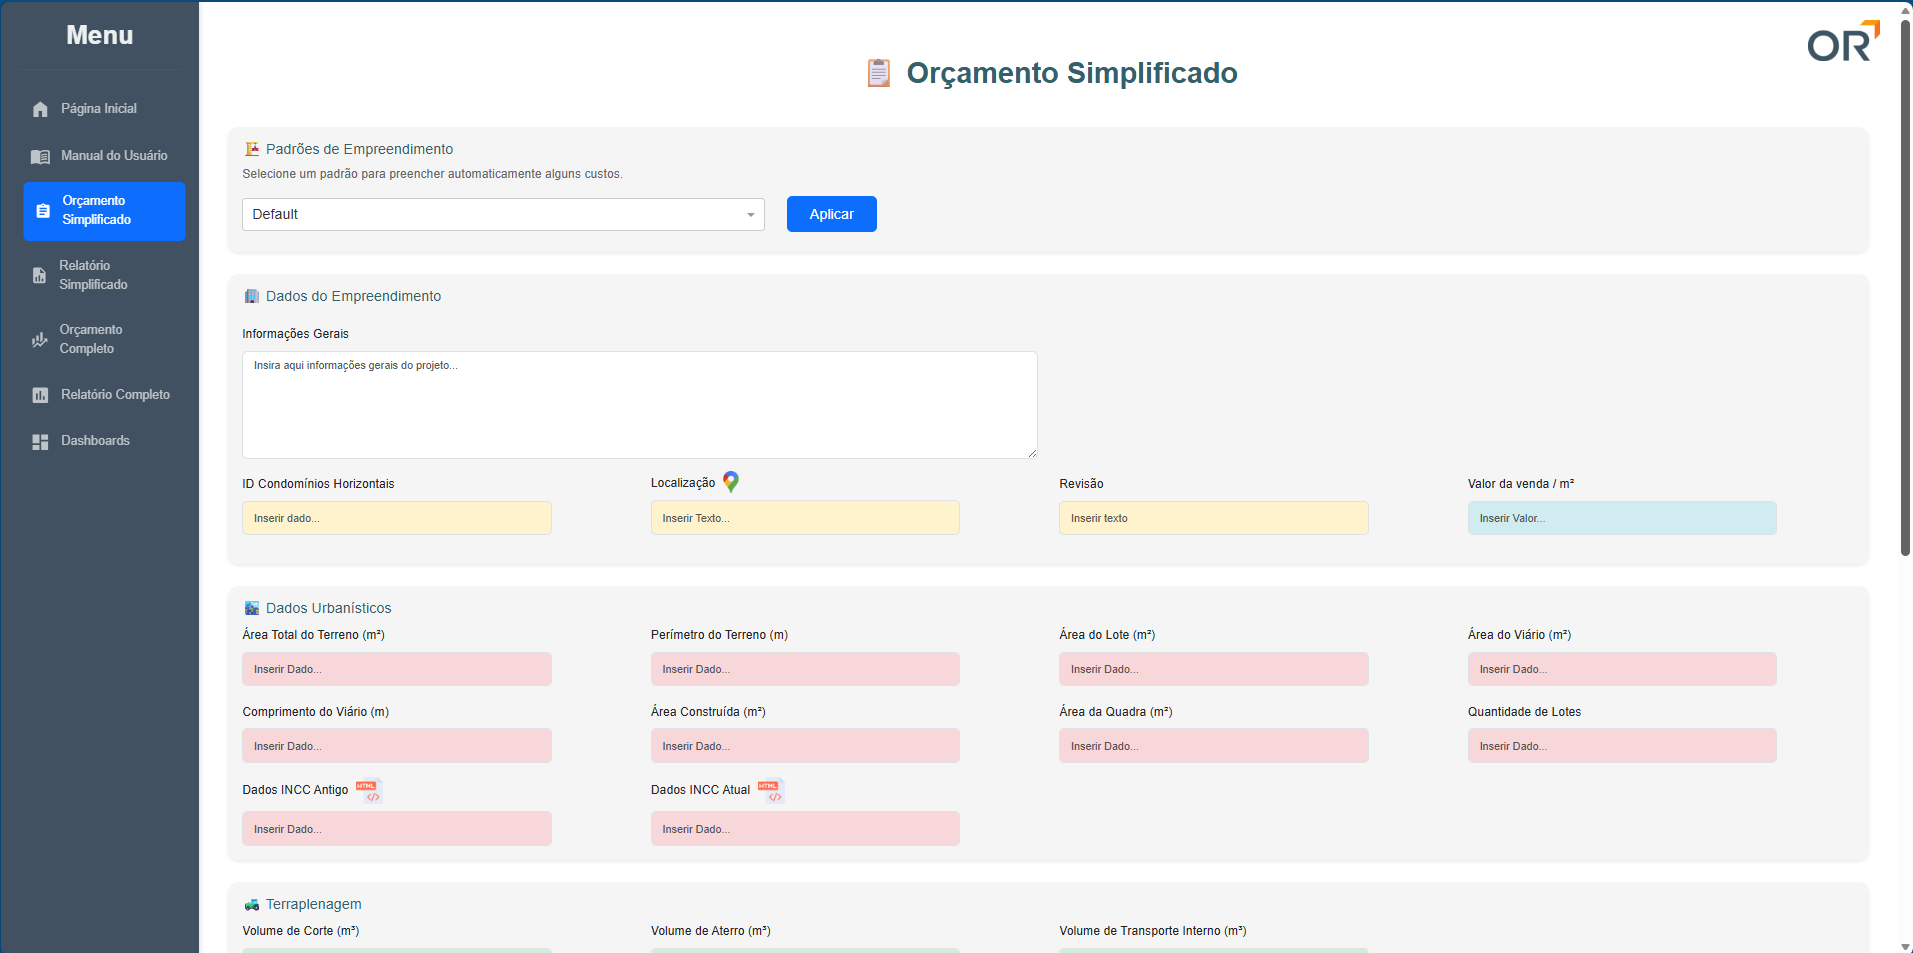 Menu
Página Inicial
Manual do Usuário
Orçamento
Simplificado
Relatório
Simplificado
Orçamento
Completo
Relatório Completo
Dashboards
OR
Orçamento Simplificado
Padrões de Empreendimento
Selecione um padrão para preencher automaticamente alguns custos.
Default
Aplicar
Dados do Empreendimento
Informações Gerais
Insira aqui informações gerais do projeto...
ID Condomínios Horizontais
Localização
Revisão
Valor da venda / m²
Inserir dado...
Inserir Texto...
Inserir texto
Inserir Valor...
Dados Urbanísticos
Área Total do Terreno (m²)
Perímetro do Terreno (m)
Área do Lote (m²)
Área do Viário (m²)
Inserir Dado...
Inserir Dado...
Inserir Dado...
Inserir Dado...
Comprimento do Viário (m)
Área Construída (m²)
Área da Quadra (m²)
Quantidade de Lotes
Inserir Dado...
Inserir Dado...
Inserir Dado...
Inserir Dado...
Dados INCC Antigo
HTML
</>
Dados INCC Atual
HTML
</>
Inserir Dado...
Inserir Dado...
Terraplenagem
Volume de Corte (m³)
Volume de Aterro (m³)
Volume de Transporte Interno (m³)